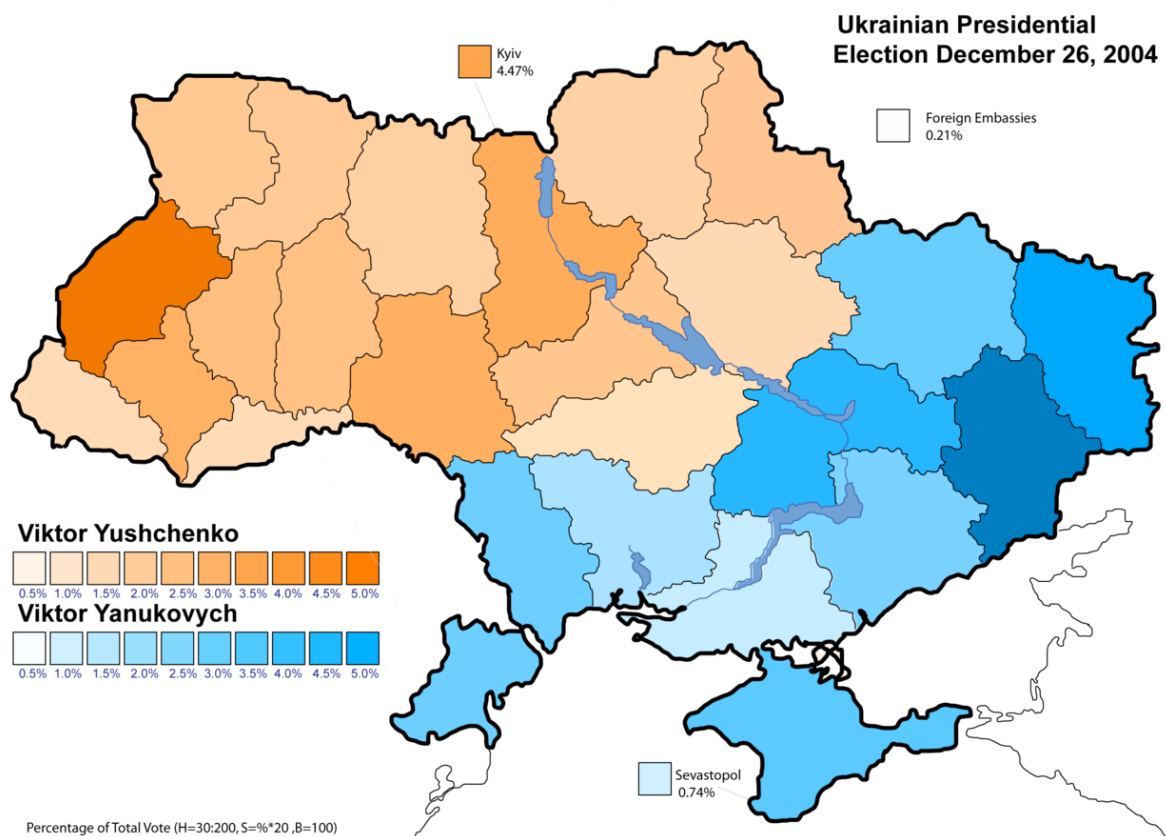 Ukrainian Presidential
Election December 26, 2004
Kyiv
4.47%
Foreign Embassies
0.21%
Viktor Yushchenko
0.5% 1.0% 1.5% 2.0% 2.5% 3.0% 3.5% 4.0% 4.5% 5.0%
Viktor Yanukovych
0.5% 1.0% 1.5% 2.0% 2.5% 3.0% 3.5% 4.0% 4.5% 5.0%
Sevastopol
0.74%
Percentage of Total Vote (H=30:200, S=%*20 ,B=100)